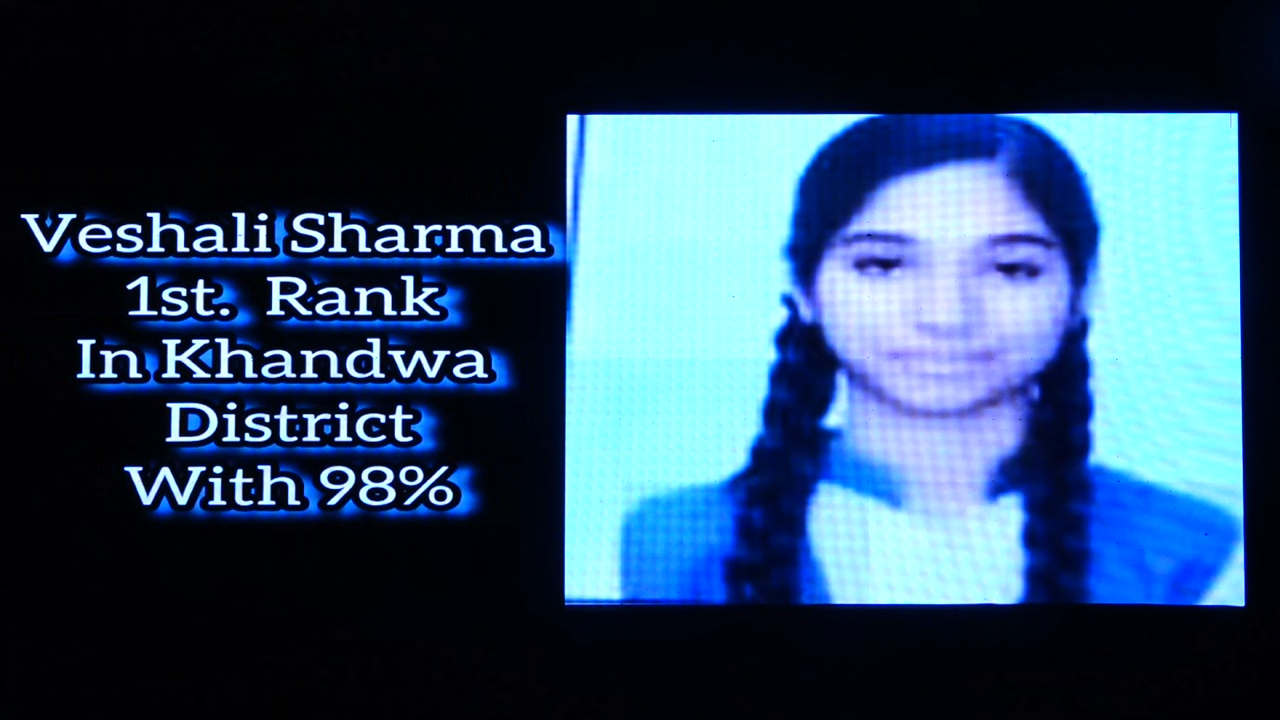 Veshali Sharma
1st. Rank
In Khandwa
District
With 98%